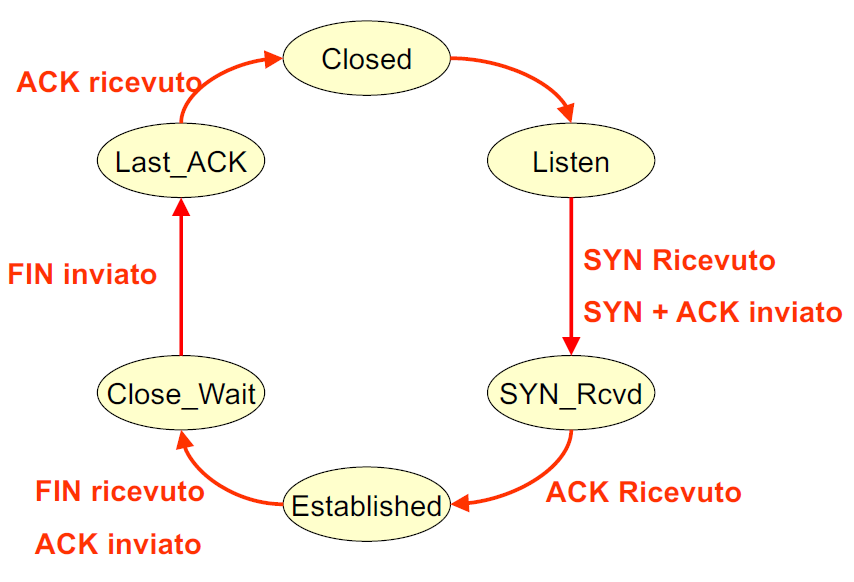 Closed
ACK ricevuto
Last_ACK
Listen
SYN Ricevuto
FIN inviato
SYN + ACK inviato
Close_Wait
SYN_Rcvd
FIN ricevuto
ACK Ricevuto
Established
ACK inviato